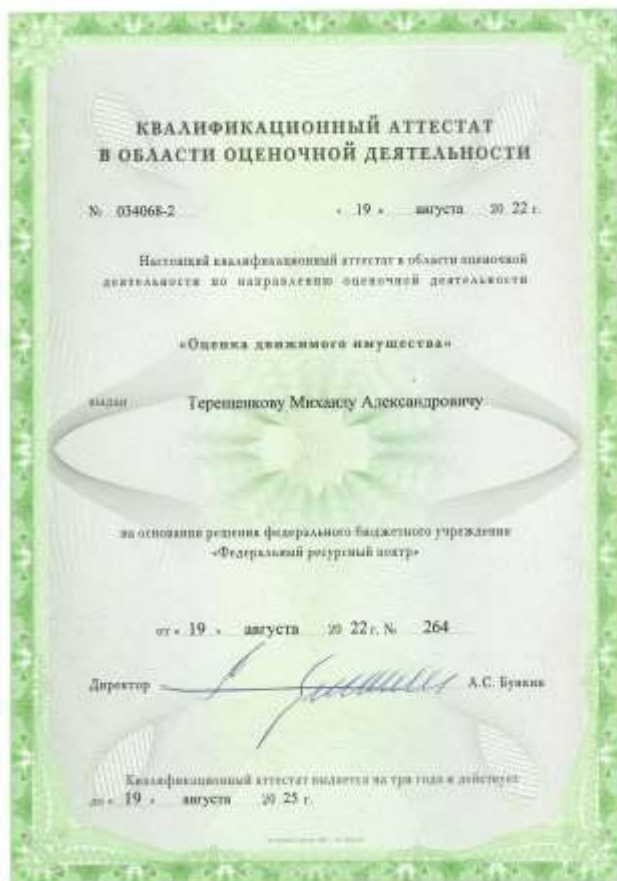 КВАЛИФИКАЦИОННЫЙ АТТЕСТАТ
В ОБЛАСТИ ОЦЕНОЧНОЙ ДЕЯТЕЛЬНОСТИ
№ 034068-2 « 19 » августа 20 22 г.
Настоящий квалификационный аттестат в области оценочной
деятельности по направлению оценочной деятельности
«Оценка движимого имущества»
выдан Терешенкову Михаилу Александровичу
на основании решения федерального бюджетного учреждения
«Федеральный ресурсный центр»
от « 19 » августа 20 22 г. № 264
Директор А.С. Бункин
Квалификационный аттестат выдается на три года и действует
до « 19 » августа 20 25 г.